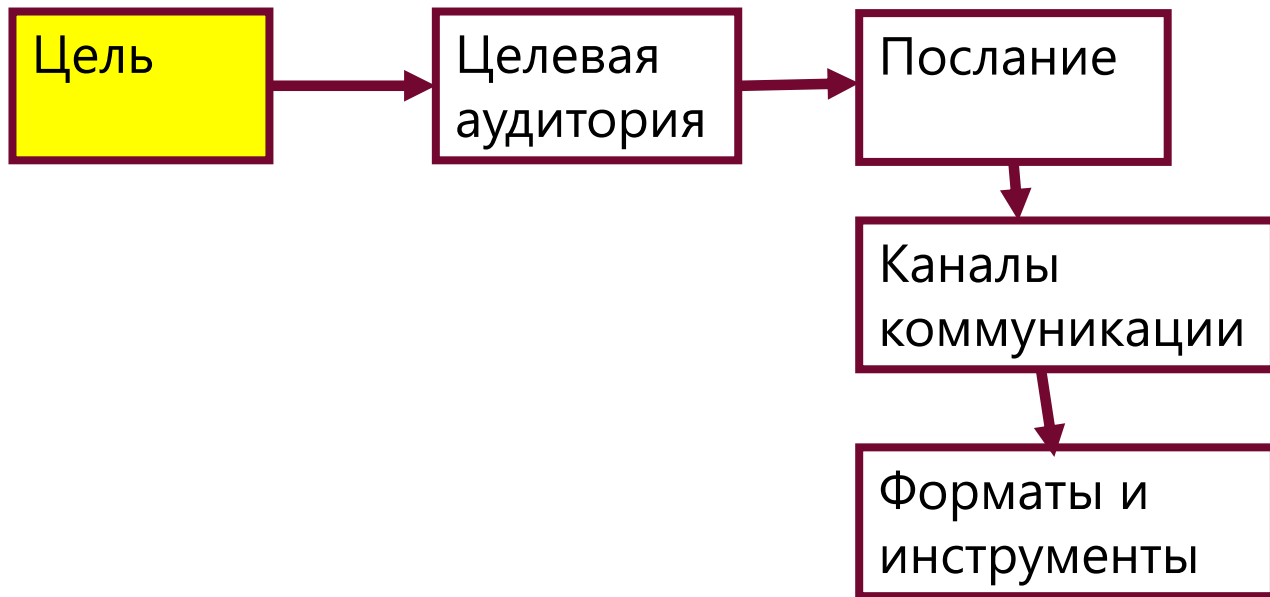 Цель
Целевая
аудитория
Послание
Каналы
коммуникации
Форматы и
инструменты